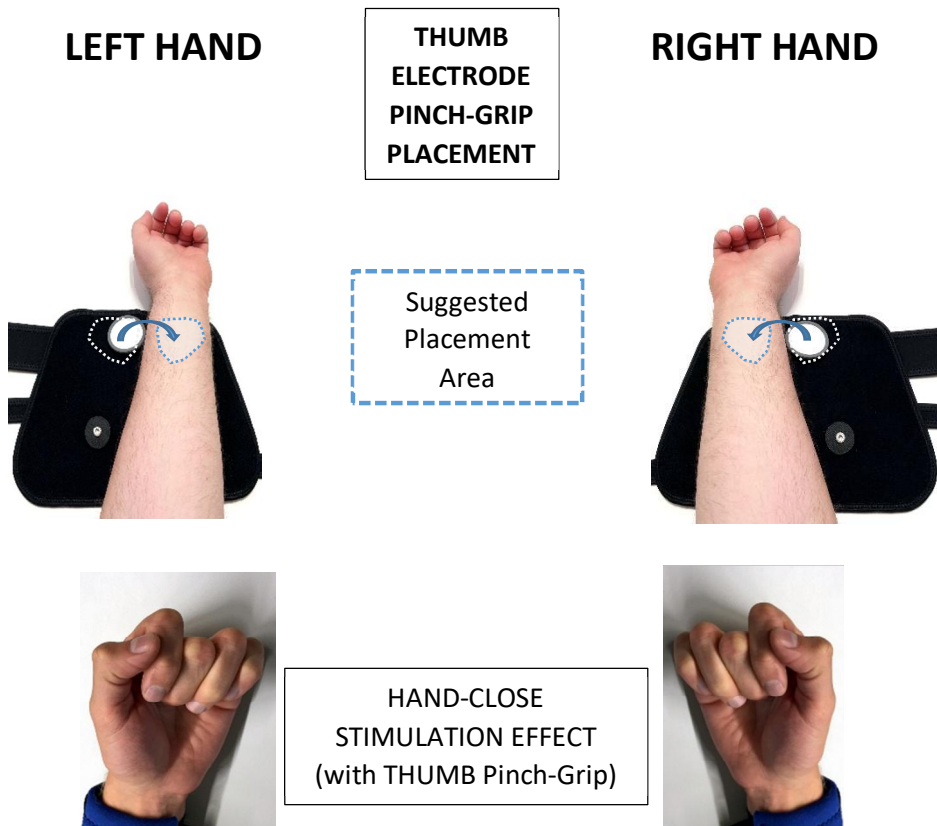 LEFT HAND
THUMB
ELECTRODE
PINCH-GRIP
PLACEMENT
RIGHT HAND
Suggested
Placement
Area
HAND-CLOSE
STIMULATION EFFECT
(with THUMB Pinch-Grip)